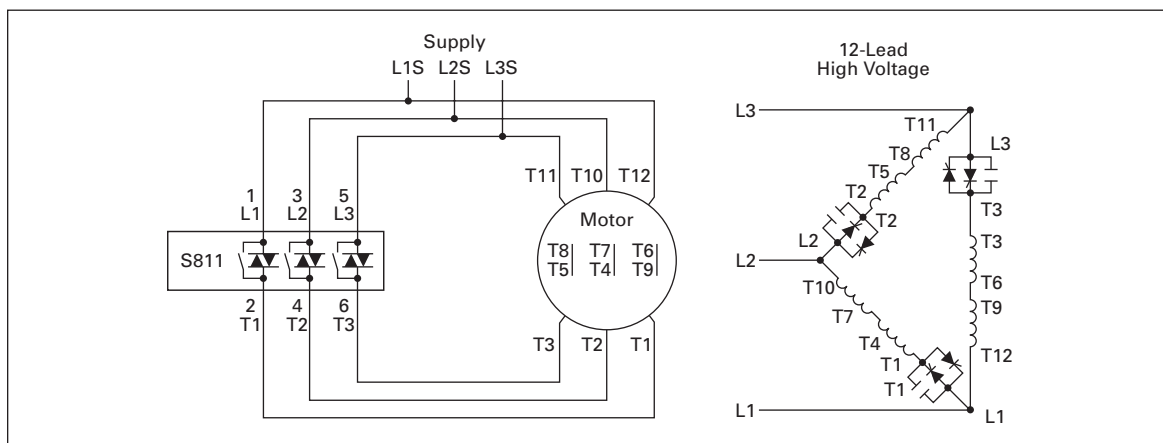 Supply
L1S L2S L3S
T11 T10 T12
1 3 5
L1 L2 L3
S811
2 4 6
T1 T2 T3
Motor
T8 T7 T6
T5 T4 T9
T3 T2 T1
12-Lead
High Voltage
L3
T11
T8
L3
T5
T2
T3
T2
L2
T3
L2
T6
T10
T9
T7
T4
T12
T1
T1
L1
L1